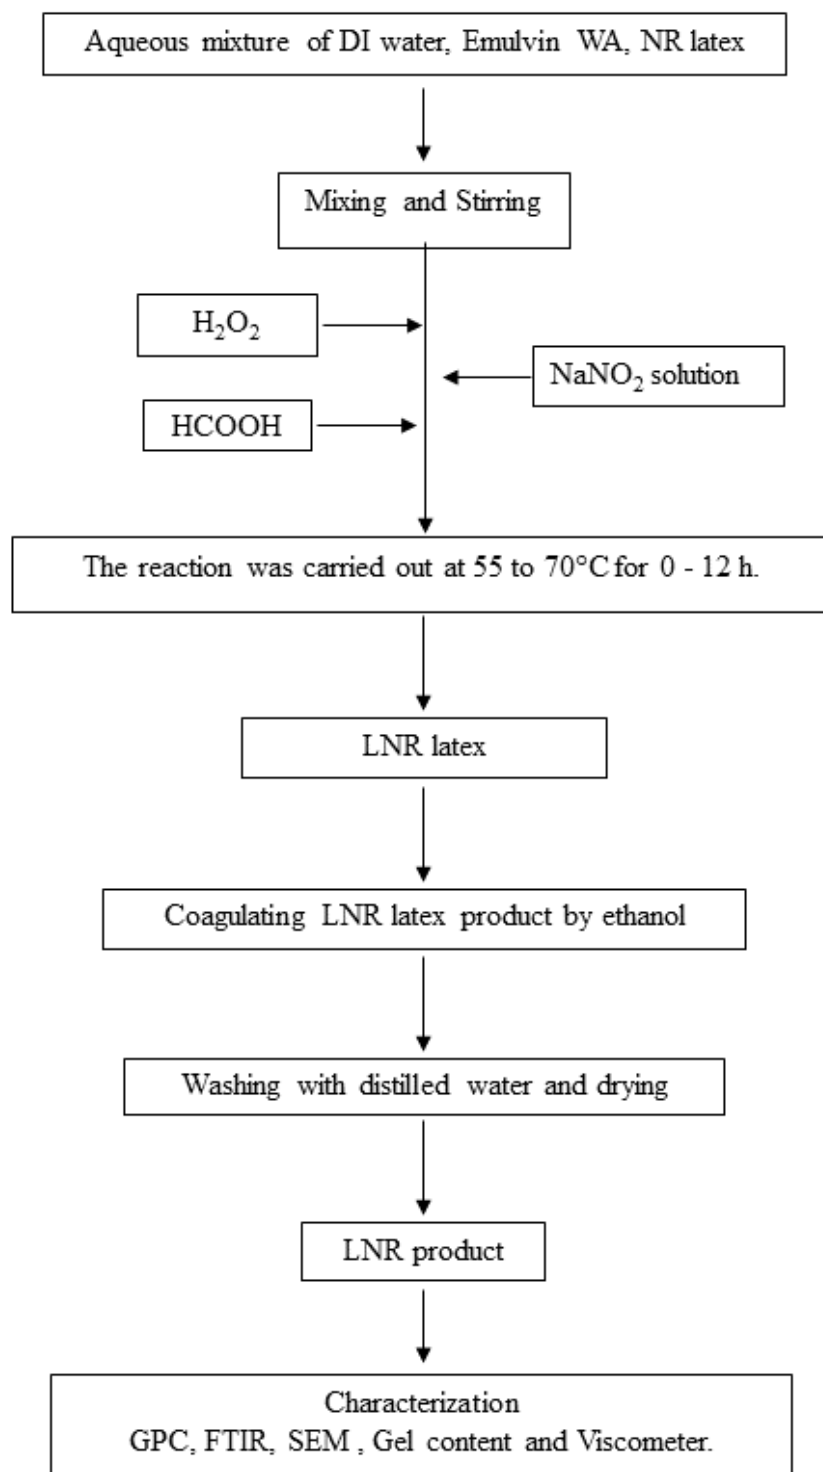 Aqueous mixture of DI water, Emulvin WA, NR latex
Mixing and Stirring
H₂O₂
NaNO₂ solution
HCOOH
The reaction was carried out at 55 to 70°C for 0 - 12 h.
LNR latex
Coagulating LNR latex product by ethanol
Washing with distilled water and drying
LNR product
Characterization
GPC, FTIR, SEM , Gel content and Viscometer.